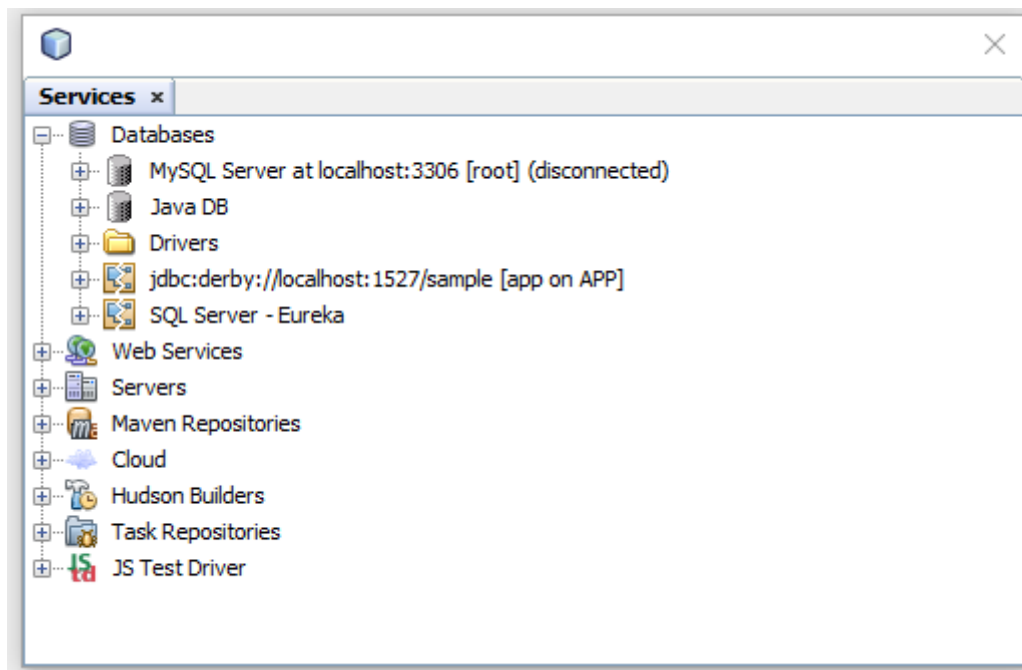 Services x
Databases
MySQL Server at localhost:3306 [root] (disconnected)
Java DB
Drivers
jdbc:derby://localhost:1527/sample [app on APP]
SQL Server - Eureka
Web Services
Servers
Maven Repositories
Cloud
Hudson Builders
Task Repositories
JS Test Driver